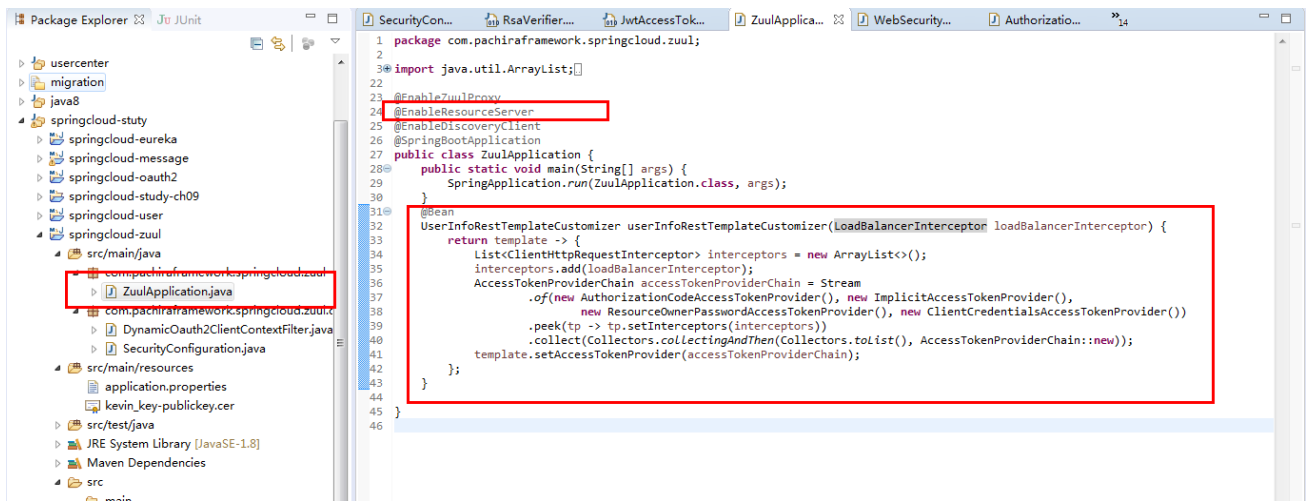 Package Explorer
Ju JUnit
usercenter
migration
java8
springcloud-stuty
springcloud-eureka
springcloud-message
springcloud-oauth2
springcloud-study-ch09
springcloud-user
springcloud-zuul
src/main/java
com.pachiraframework.springcloud.zuul
ZuulApplication.java
com.pachiraframework.springcloud.zuul.c
DynamicOauth2ClientContextFilter.java
SecurityConfiguration.java
src/main/resources
application.properties
kevin_key-publickey.cer
src/test/java
JRE System Library [JavaSE-1.8]
Maven Dependencies
src
main
SecurityCon... RsaVerifier.... JwtAccessTok... ZuulApplica... WebSecurity... Authorizatio... »14
1 package com.pachiraframework.springcloud.zuul;
2
3 import java.util.ArrayList;
22
23 @EnableZuulProxy
24 @EnableResourceServer
25 @EnableDiscoveryClient
26 @SpringBootApplication
27 public class ZuulApplication {
28 public static void main(String[] args) {
29 SpringApplication.run(ZuulApplication.class, args);
30 }
31 @Bean
32 UserInfoRestTemplateCustomizer userInfoRestTemplateCustomizer(LoadBalancerInterceptor loadBalancerInterceptor) {
33 return template -> {
34 List<ClientHttpRequestInterceptor> interceptors = new ArrayList<>();
35 interceptors.add(loadBalancerInterceptor);
36 AccessTokenProviderChain accessTokenProviderChain = Stream
37 .of(new AuthorizationCodeAccessTokenProvider(), new ImplicitAccessTokenProvider(),
38 new ResourceOwnerPasswordAccessTokenProvider(), new ClientCredentialsAccessTokenProvider())
39 .peek(tp -> tp.setInterceptors(interceptors))
40 .collect(Collectors.collectingAndThen(Collectors.toList(), AccessTokenProviderChain::new));
41 template.setAccessTokenProvider(accessTokenProviderChain);
42 };
43 }
44
45 }
46